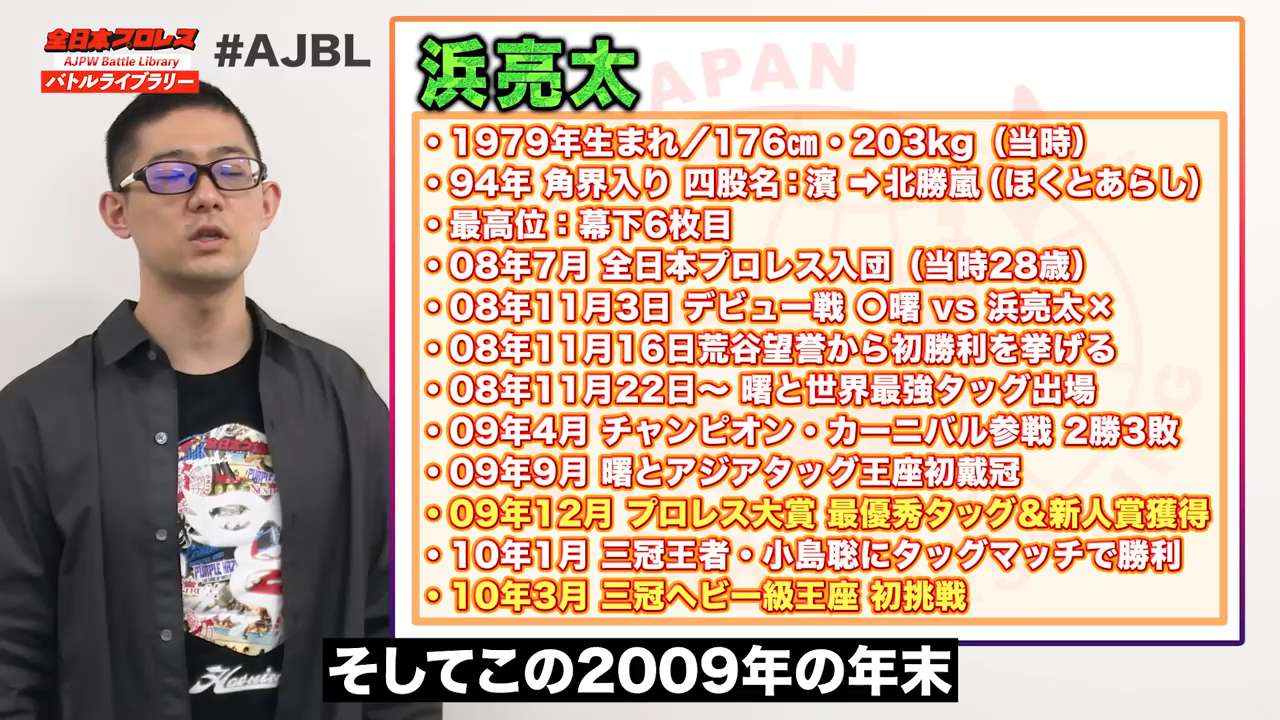 全日本プロレス
AJPW Battle Library
バトルライブラリー
#AJBL
浜亮太
・1979年生まれ／176㎝・203kg（当時）
・94年 角界入り 四股名：濱 ➡北勝嵐（ほくとあらし）
・最高位：幕下6枚目
・08年7月 全日本プロレス入団（当時28歳）
・08年11月3日 デビュー戦 〇曙 vs 浜亮太×
・08年11月16日荒谷望誉から初勝利を挙げる
・08年11月22日～ 曙と世界最強タッグ出場
・09年4月 チャンピオン・カーニバル参戦 2勝3敗
・09年9月 曙とアジアタッグ王座初戴冠
・09年12月 プロレス大賞 最優秀タッグ&新人賞獲得
・10年1月 三冠王者・小島聡にタッグマッチで勝利
・10年3月 三冠ヘビー級王座 初挑戦
そしてこの2009年の年末